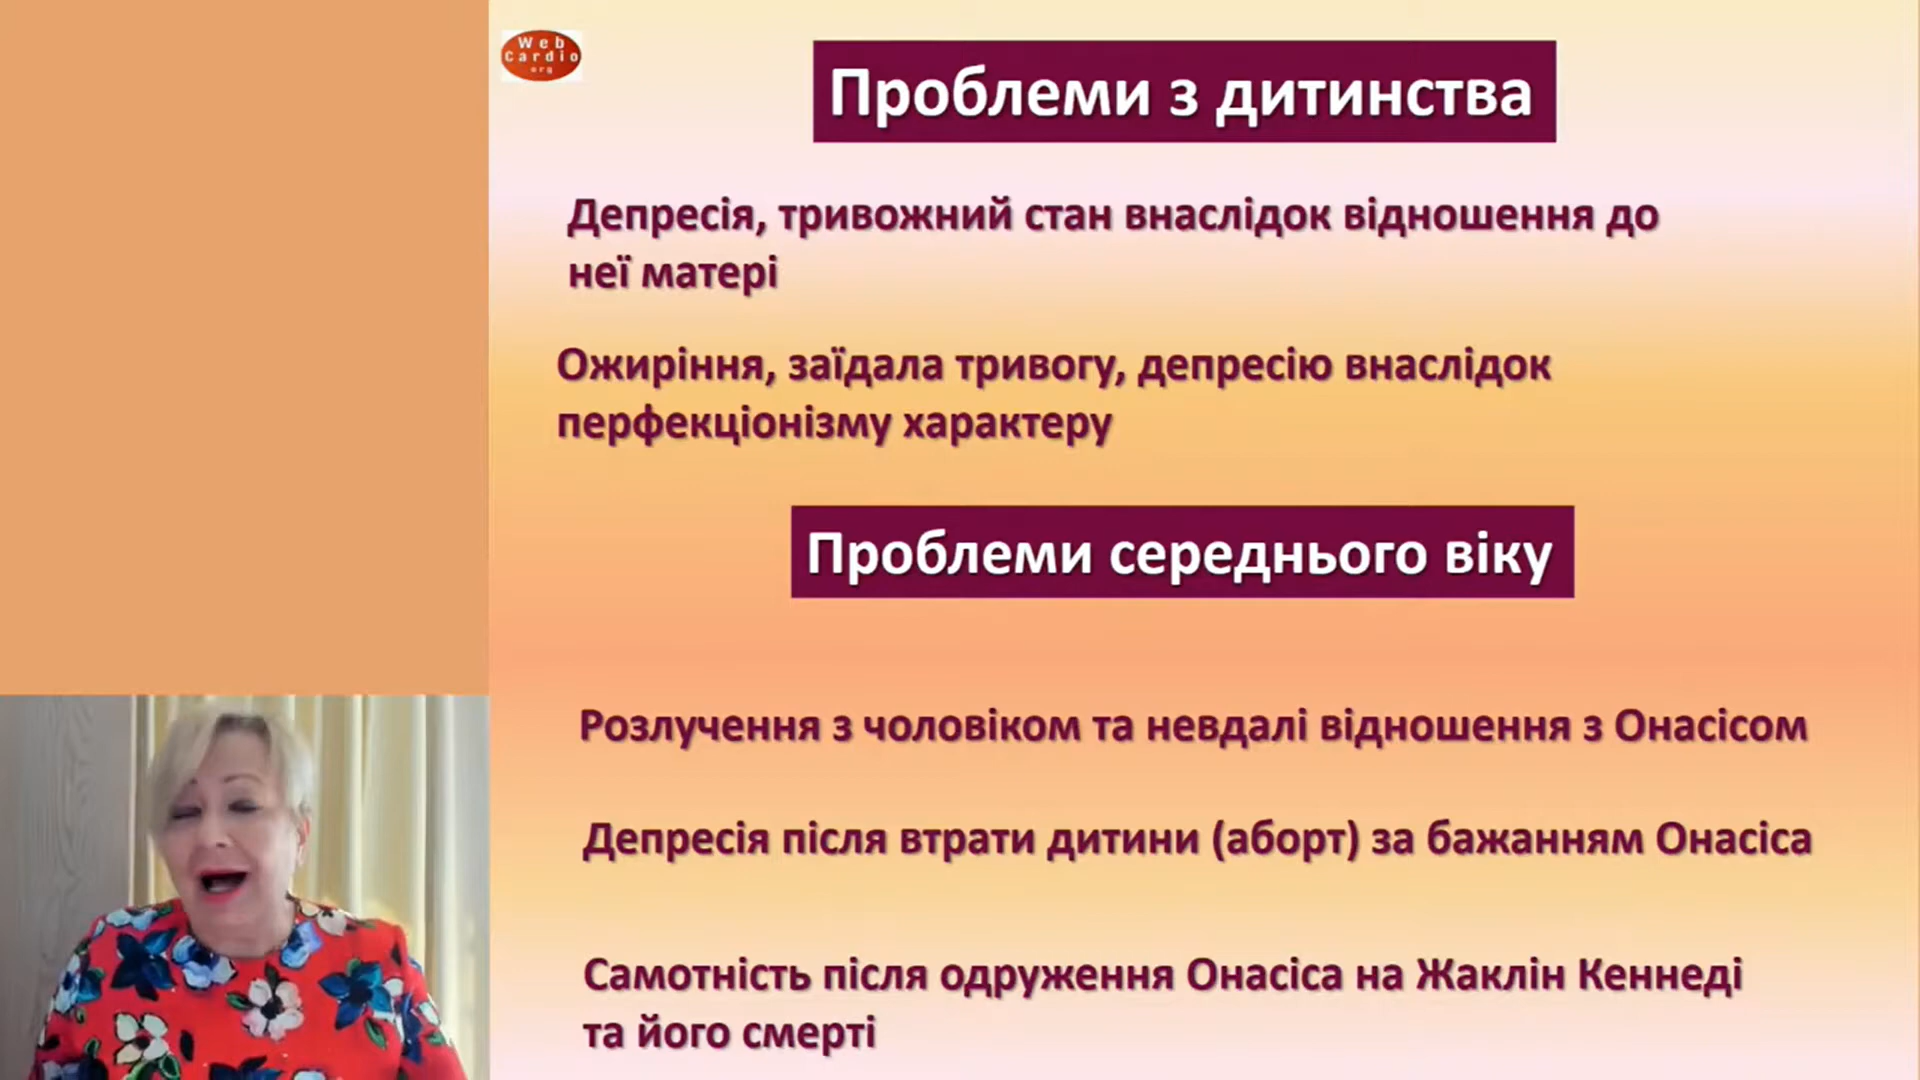 Web
Cardio
org
Проблеми з дитинства
Депресія, тривожний стан внаслідок відношення до
неї матері
Ожиріння, заїдала тривогу, депресію внаслідок
перфекціонізму характеру
Проблеми середнього віку
Розлучення з чоловіком та невдалі відношення з Онасісом
Депресія після втрати дитини (аборт) за бажанням Онасіса
Самотність після одруження Онасіса на Жаклін Кеннеді
та його смерті